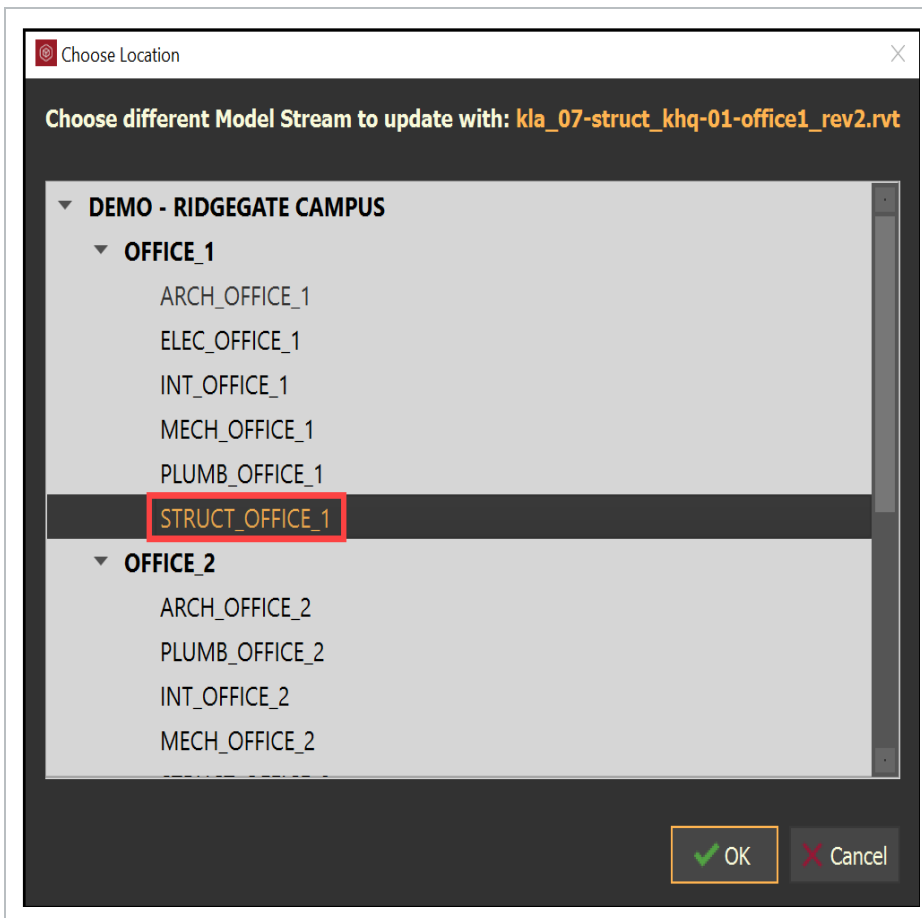 Choose Location
Choose different Model Stream to update with: kla_07-struct_khq-01-office1_rev2.rvt
DEMO - RIDGEGATE CAMPUS
OFFICE_1
ARCH_OFFICE_1
ELEC_OFFICE_1
INT_OFFICE_1
MECH_OFFICE_1
PLUMB_OFFICE_1
STRUCT_OFFICE_1
OFFICE_2
ARCH_OFFICE_2
PLUMB_OFFICE_2
INT_OFFICE_2
MECH_OFFICE_2
OK
Cancel